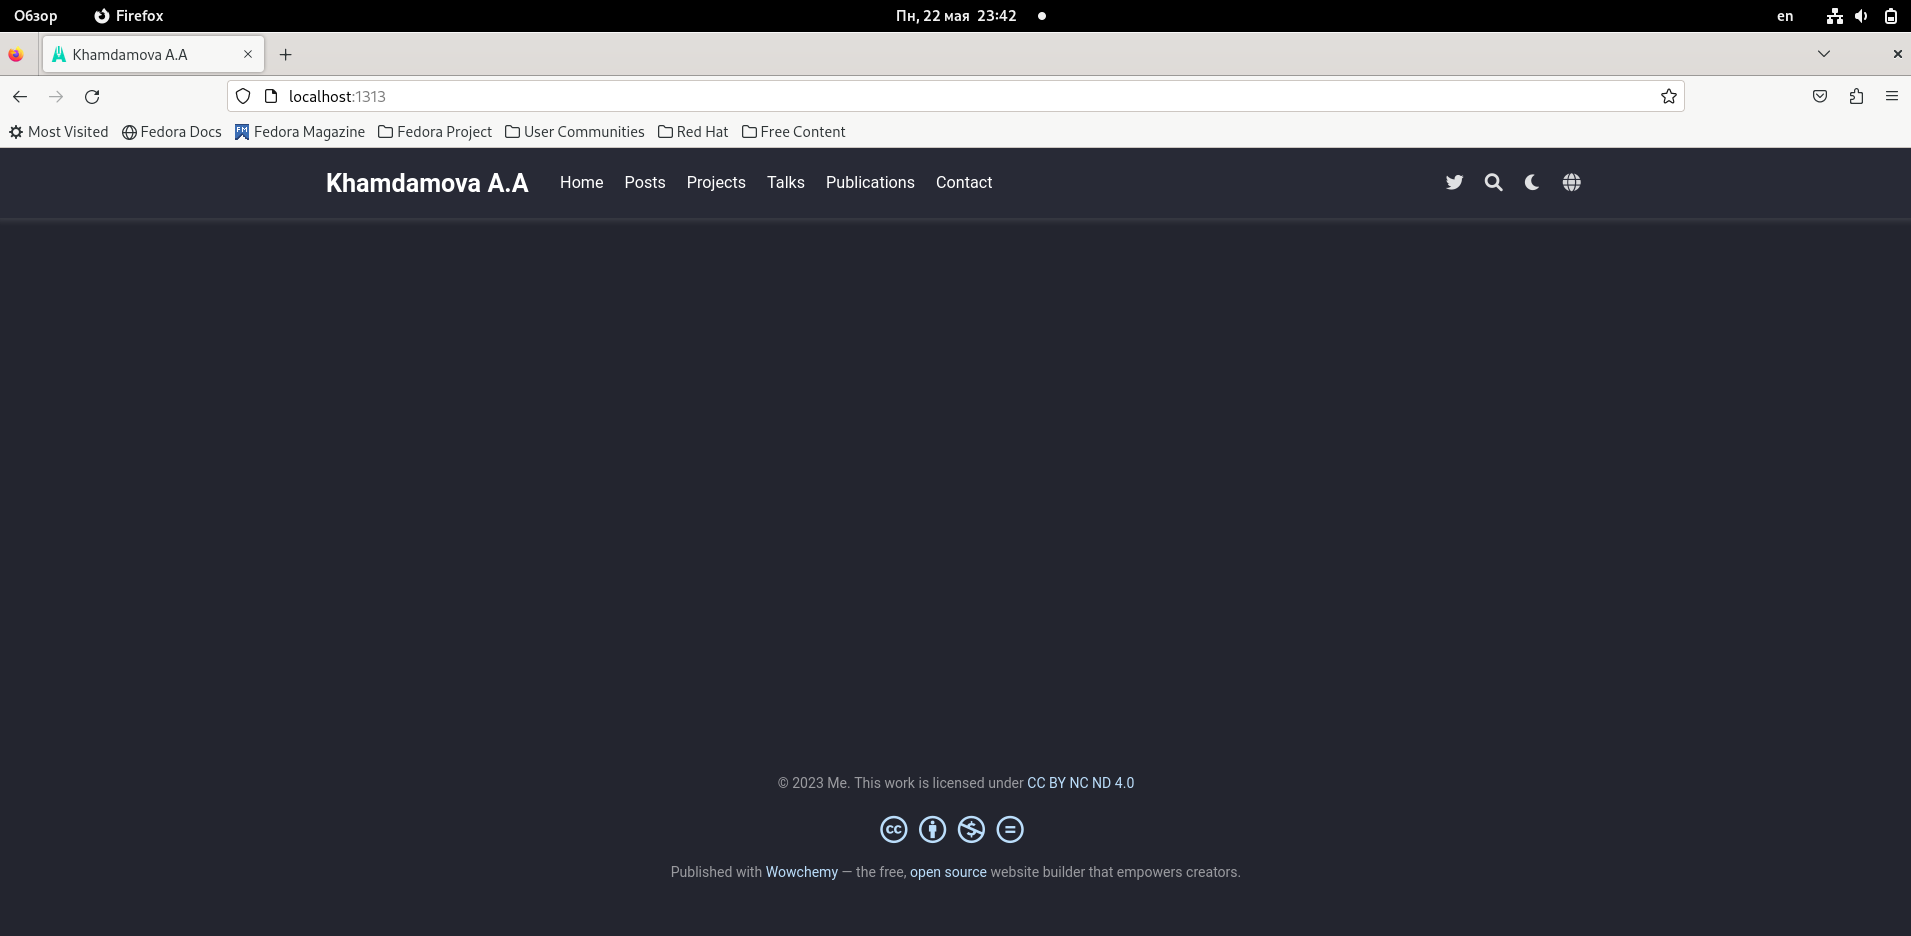 Обзор Firefox Пн, 22 мая 23:42 en
Khamdamova A.A
localhost:1313
Most Visited Fedora Docs FM Fedora Magazine Fedora Project User Communities Red Hat Free Content
Khamdamova A.A Home Posts Projects Talks Publications Contact
© 2023 Me. This work is licensed under CC BY NC ND 4.0
cc $ =
Published with Wowchemy — the free, open source website builder that empowers creators.